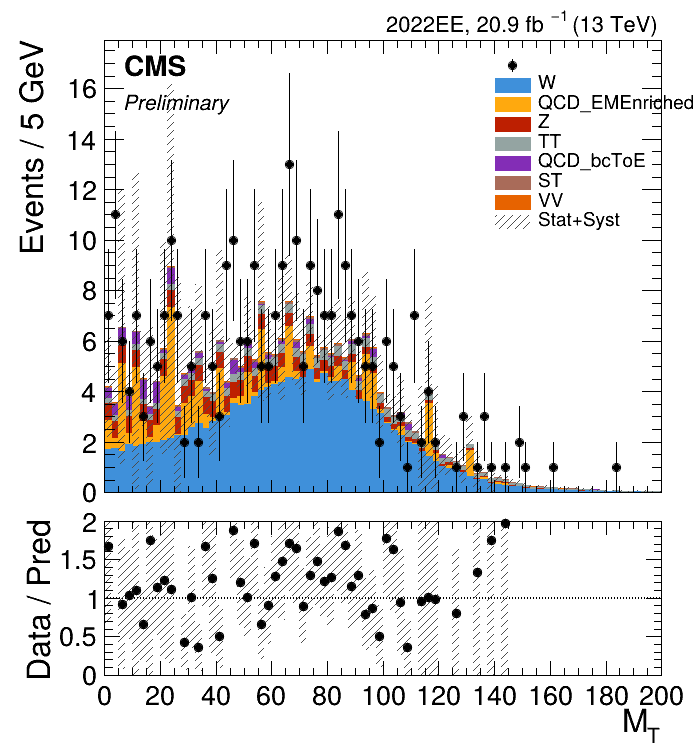 2022EE, 20.9 fb −1 (13 TeV)
CMS
Preliminary
Events / 5 GeV
16
14
12
10
8
6
4
2
0
W
QCD_EMEnriched
Z
TT
QCD_bcToE
ST
VV
Stat+Syst
Data / Pred
2
1.5
1
0.5
0
0 20 40 60 80 100 120 140 160 180 200
M_T